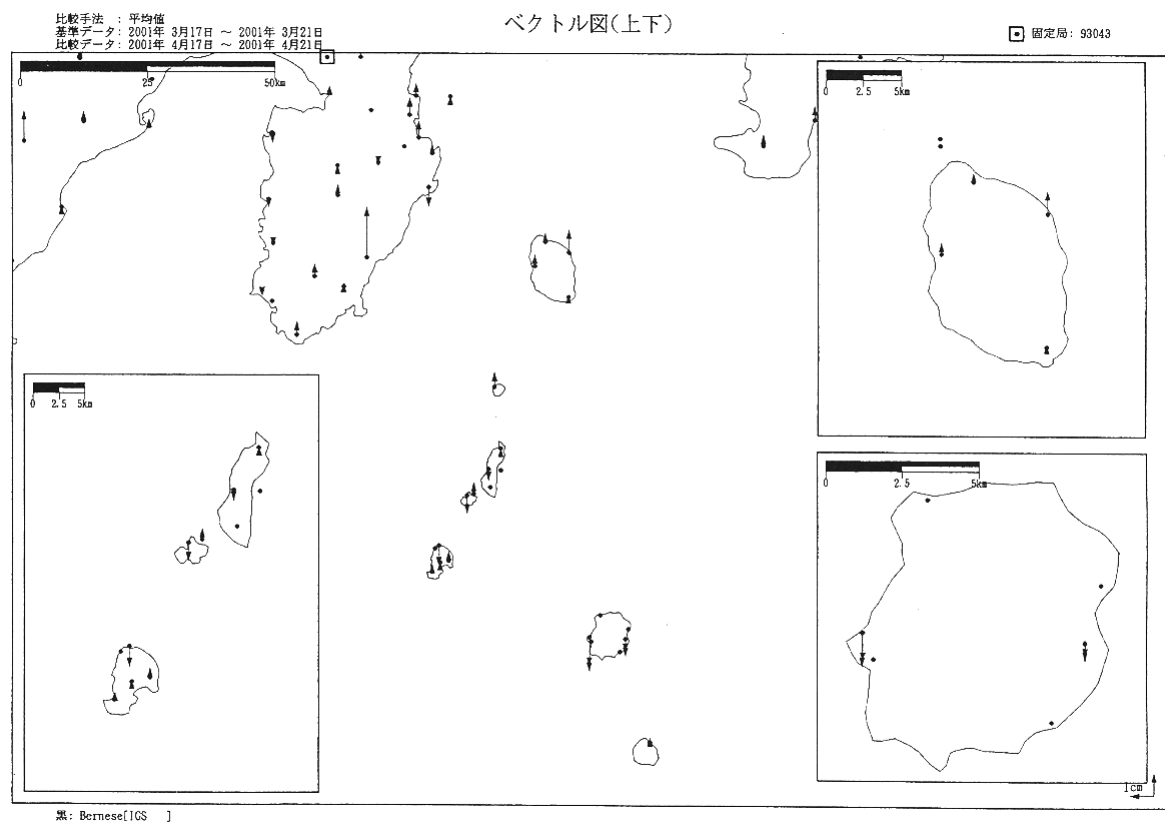 ベクトル図(上下)
比較手法 : 平均値
基準データ: 2001年 3月17日 ～ 2001年 3月21日
比較データ: 2001年 4月17日 ～ 2001年 4月21日
固定局: 93043
0 25 50km
0 2.5 5km
0 2.5 5km
0 2.5 5km
1cm
黒: Bernese[IGS ]